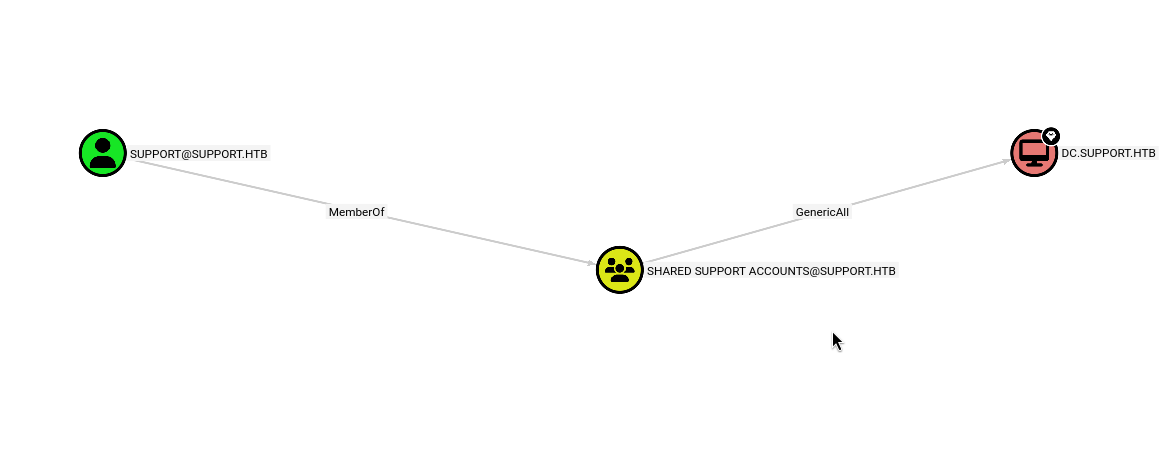 SUPPORT@SUPPORT.HTB
DC.SUPPORT.HTB
MemberOf
GenericAll
SHARED SUPPORT ACCOUNTS@SUPPORT.HTB